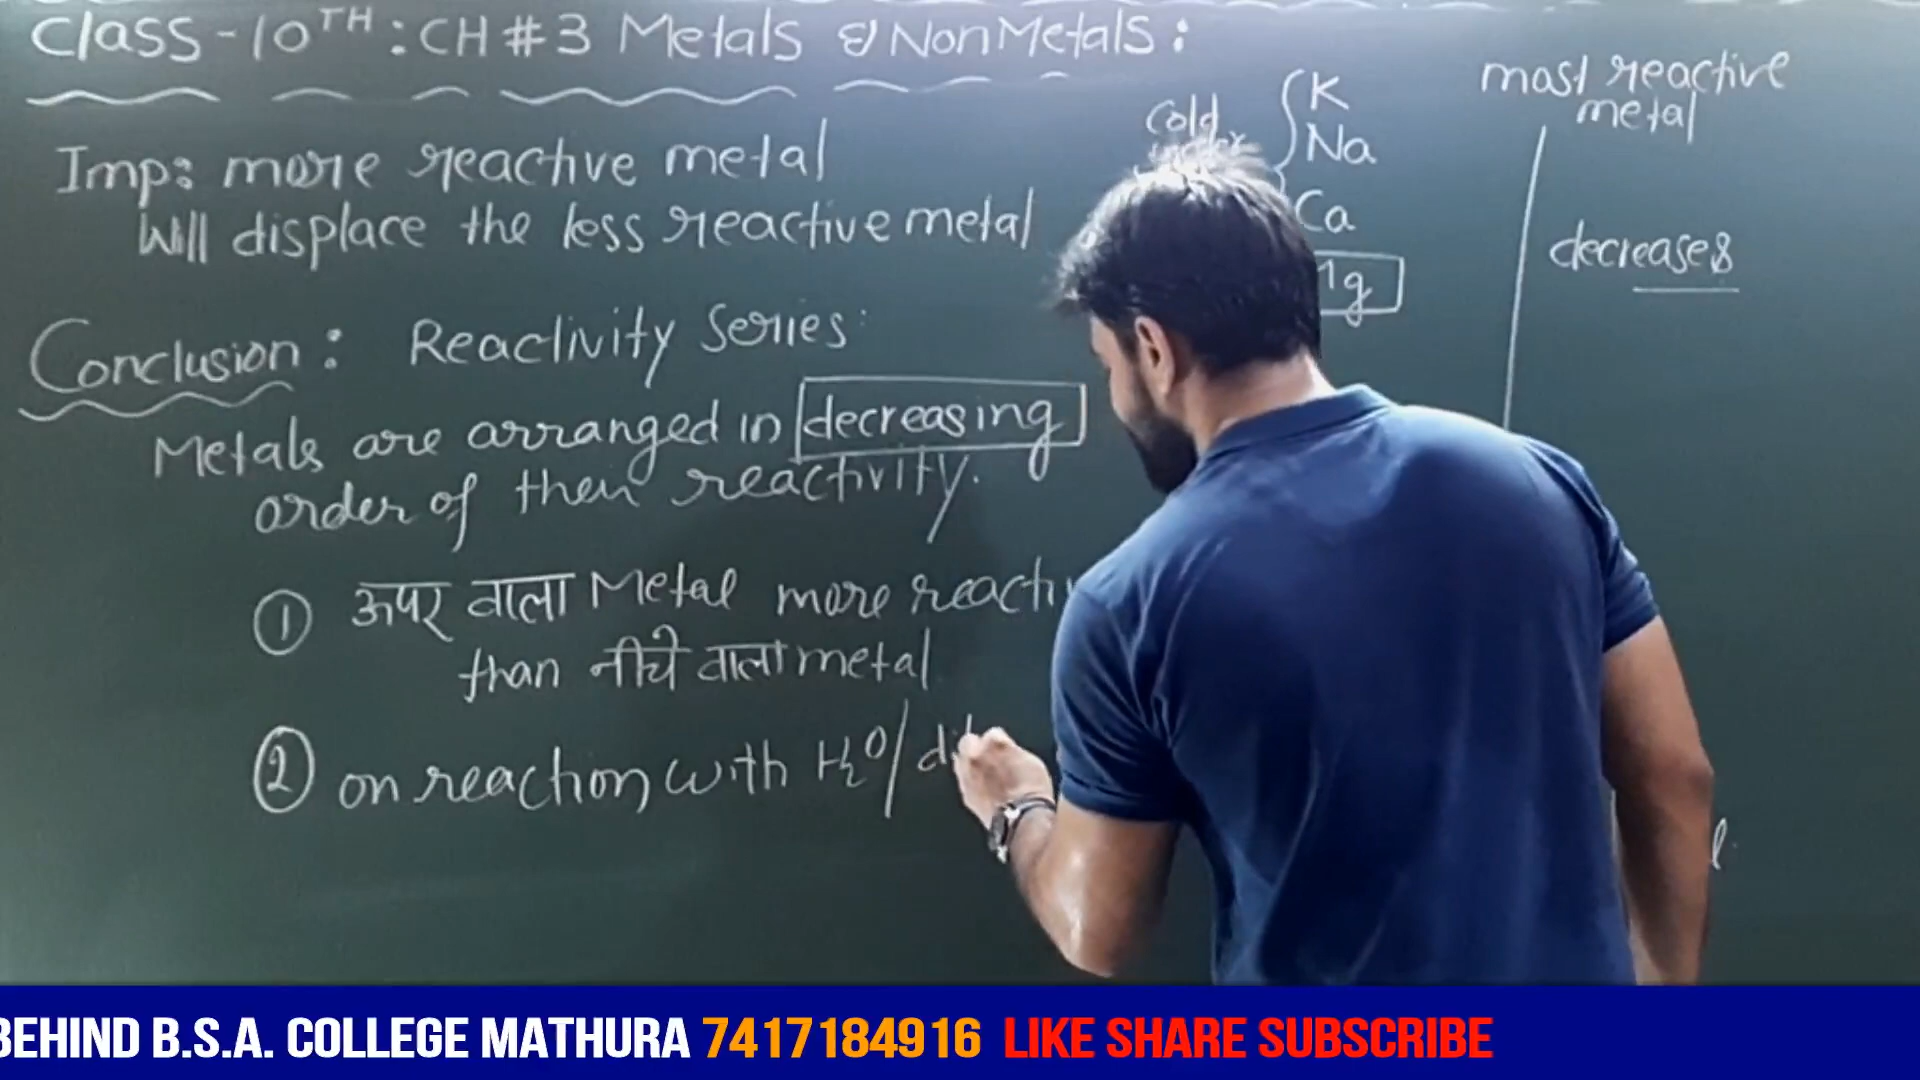 Class-10TH: CH#3 Metals & NonMetals:
Imp: more reactive metal
Will displace the less reactive metal
Conclusion: Reactivity Series:
Metals are arranged in decreasing
order of their reactivity.
① ऊपर वाला Metal more reacti
than नीचे वाला metal
② on reaction with H₂O/di
Cold
K
Na
Ca
g
most reactive
metal
decreases
BEHIND B.S.A. COLLEGE MATHURA 7417184916 LIKE SHARE SUBSCRIBE